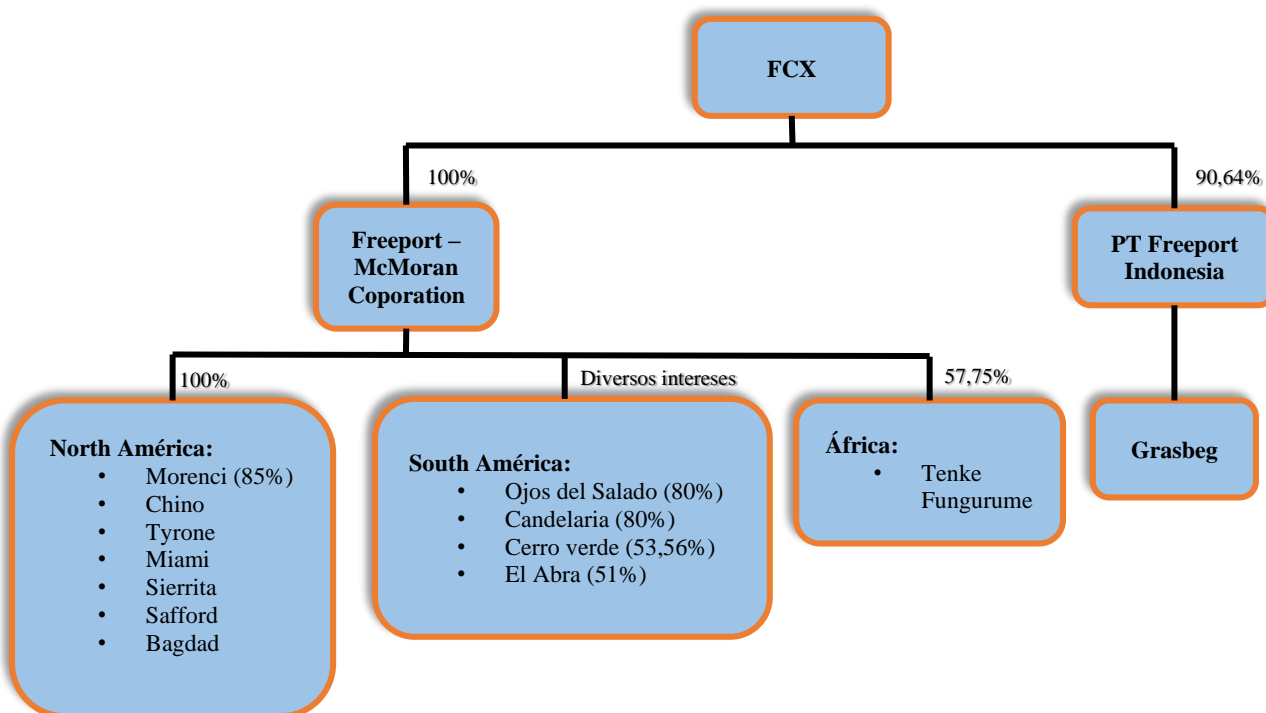 FCX
100%
90,64%
Freeport –
McMoran
Coporation
PT Freeport
Indonesia
100%
Diversos intereses
57,75%
North América:
• Morenci (85%)
• Chino
• Tyrone
• Miami
• Sierrita
• Safford
• Bagdad
South América:
• Ojos del Salado (80%)
• Candelaria (80%)
• Cerro verde (53,56%)
• El Abra (51%)
África:
• Tenke
Fungurume
Grasbeg